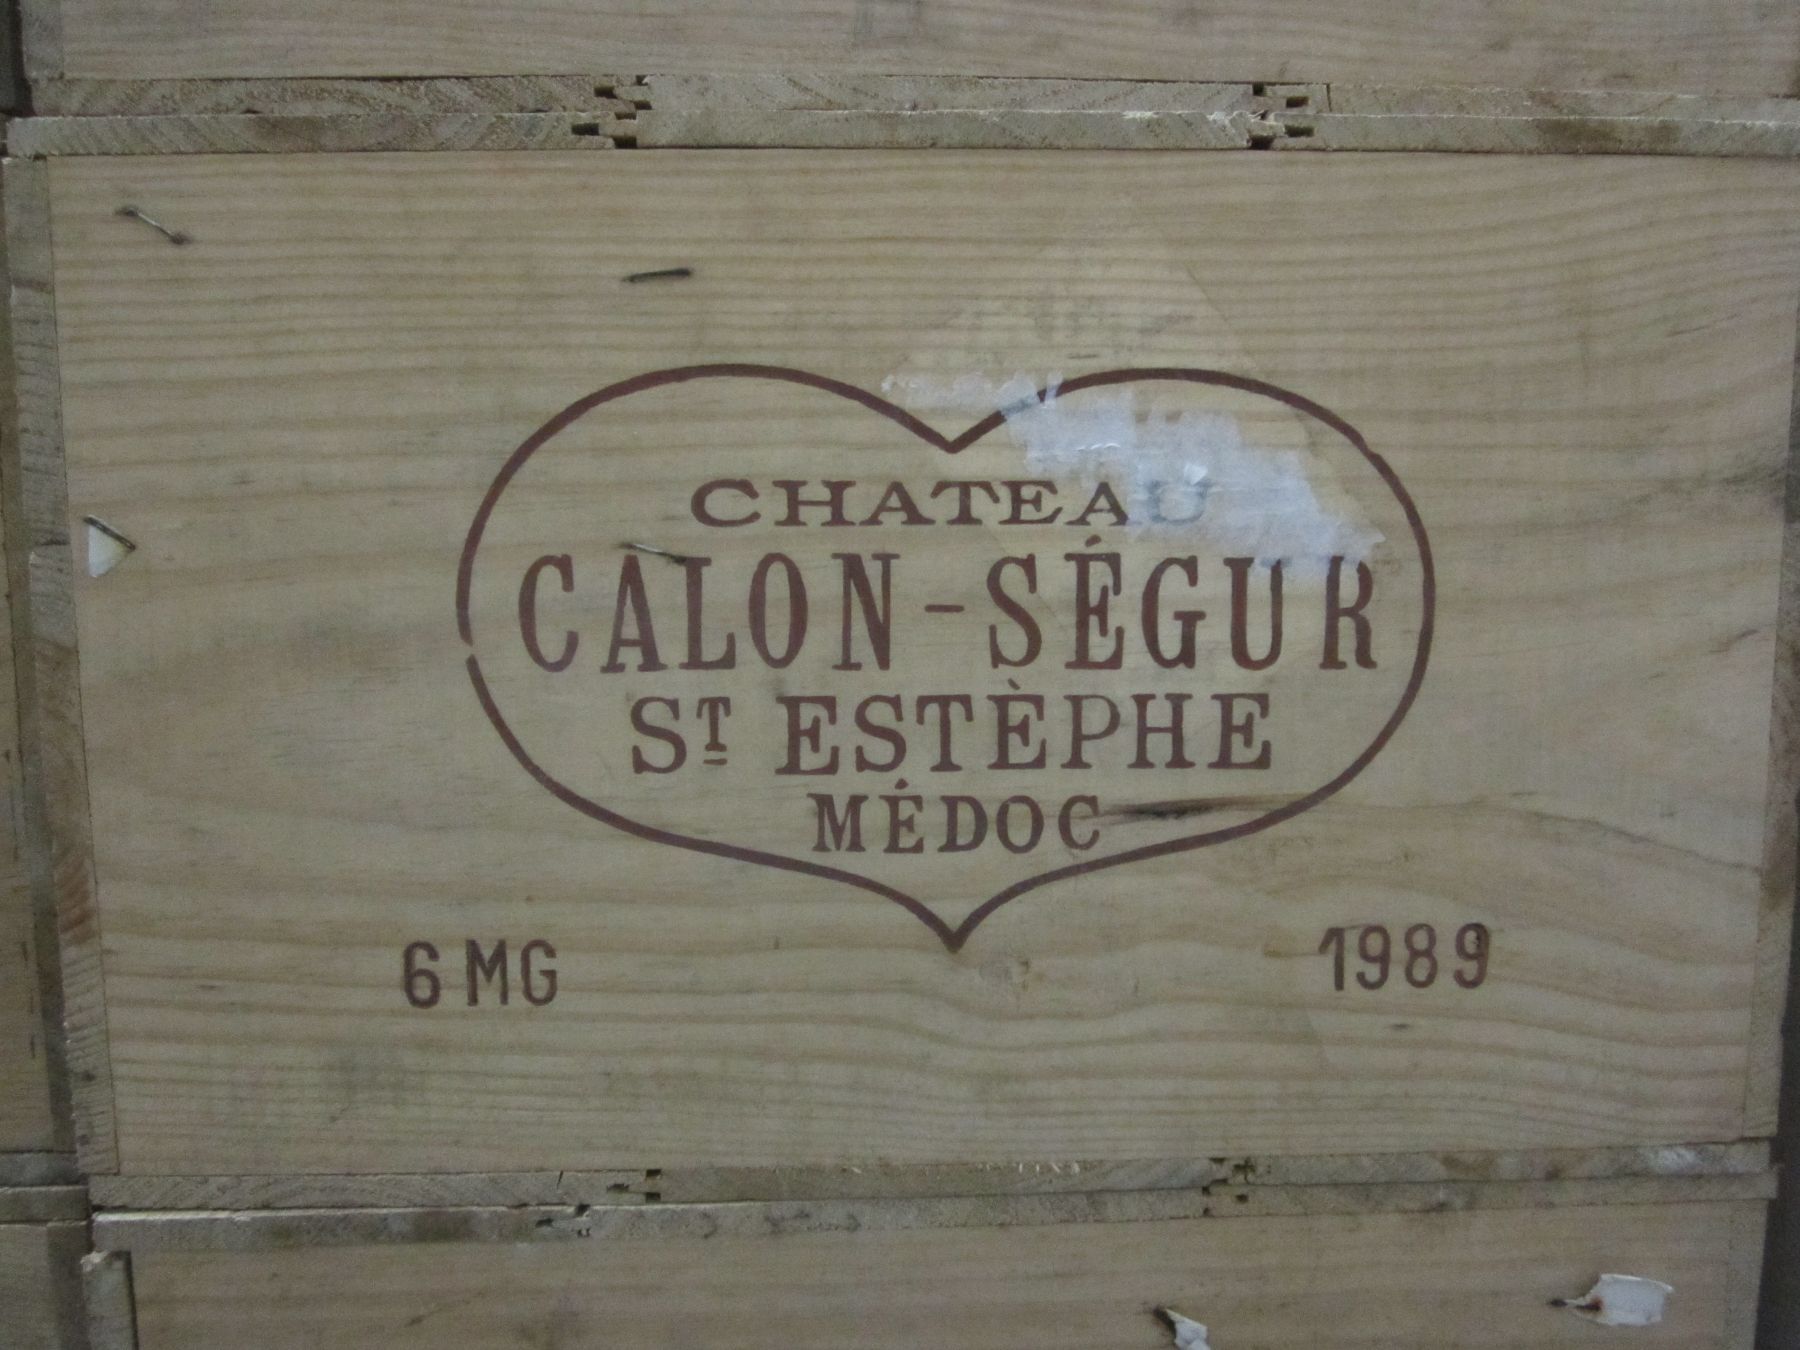 CHATEAU
CALON-SÉGUR
ST ESTÈPHE
MÉDOC
6 MG
1989